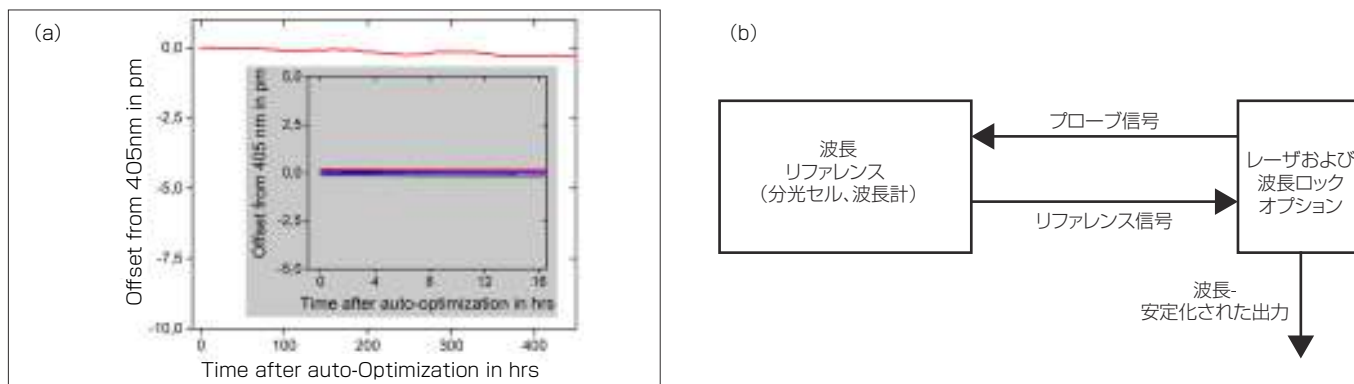 (a)
0.0
-2.5
-5.0
-7.5
-10.0
Offset from 405nm in pm
0
100
200
300
400
Time after auto-Optimization in hrs
5.0
2.5
0.0
-2.5
-5.0
Offset from 405 nm in pm
0
4
8
12
16
Time after auto-optimization in hrs
(b)
波長
リファレンス
(分光セル、波長計)
プローブ信号
リファレンス信号
レーザおよび
波長ロック
オプション
波長-
安定化された出力